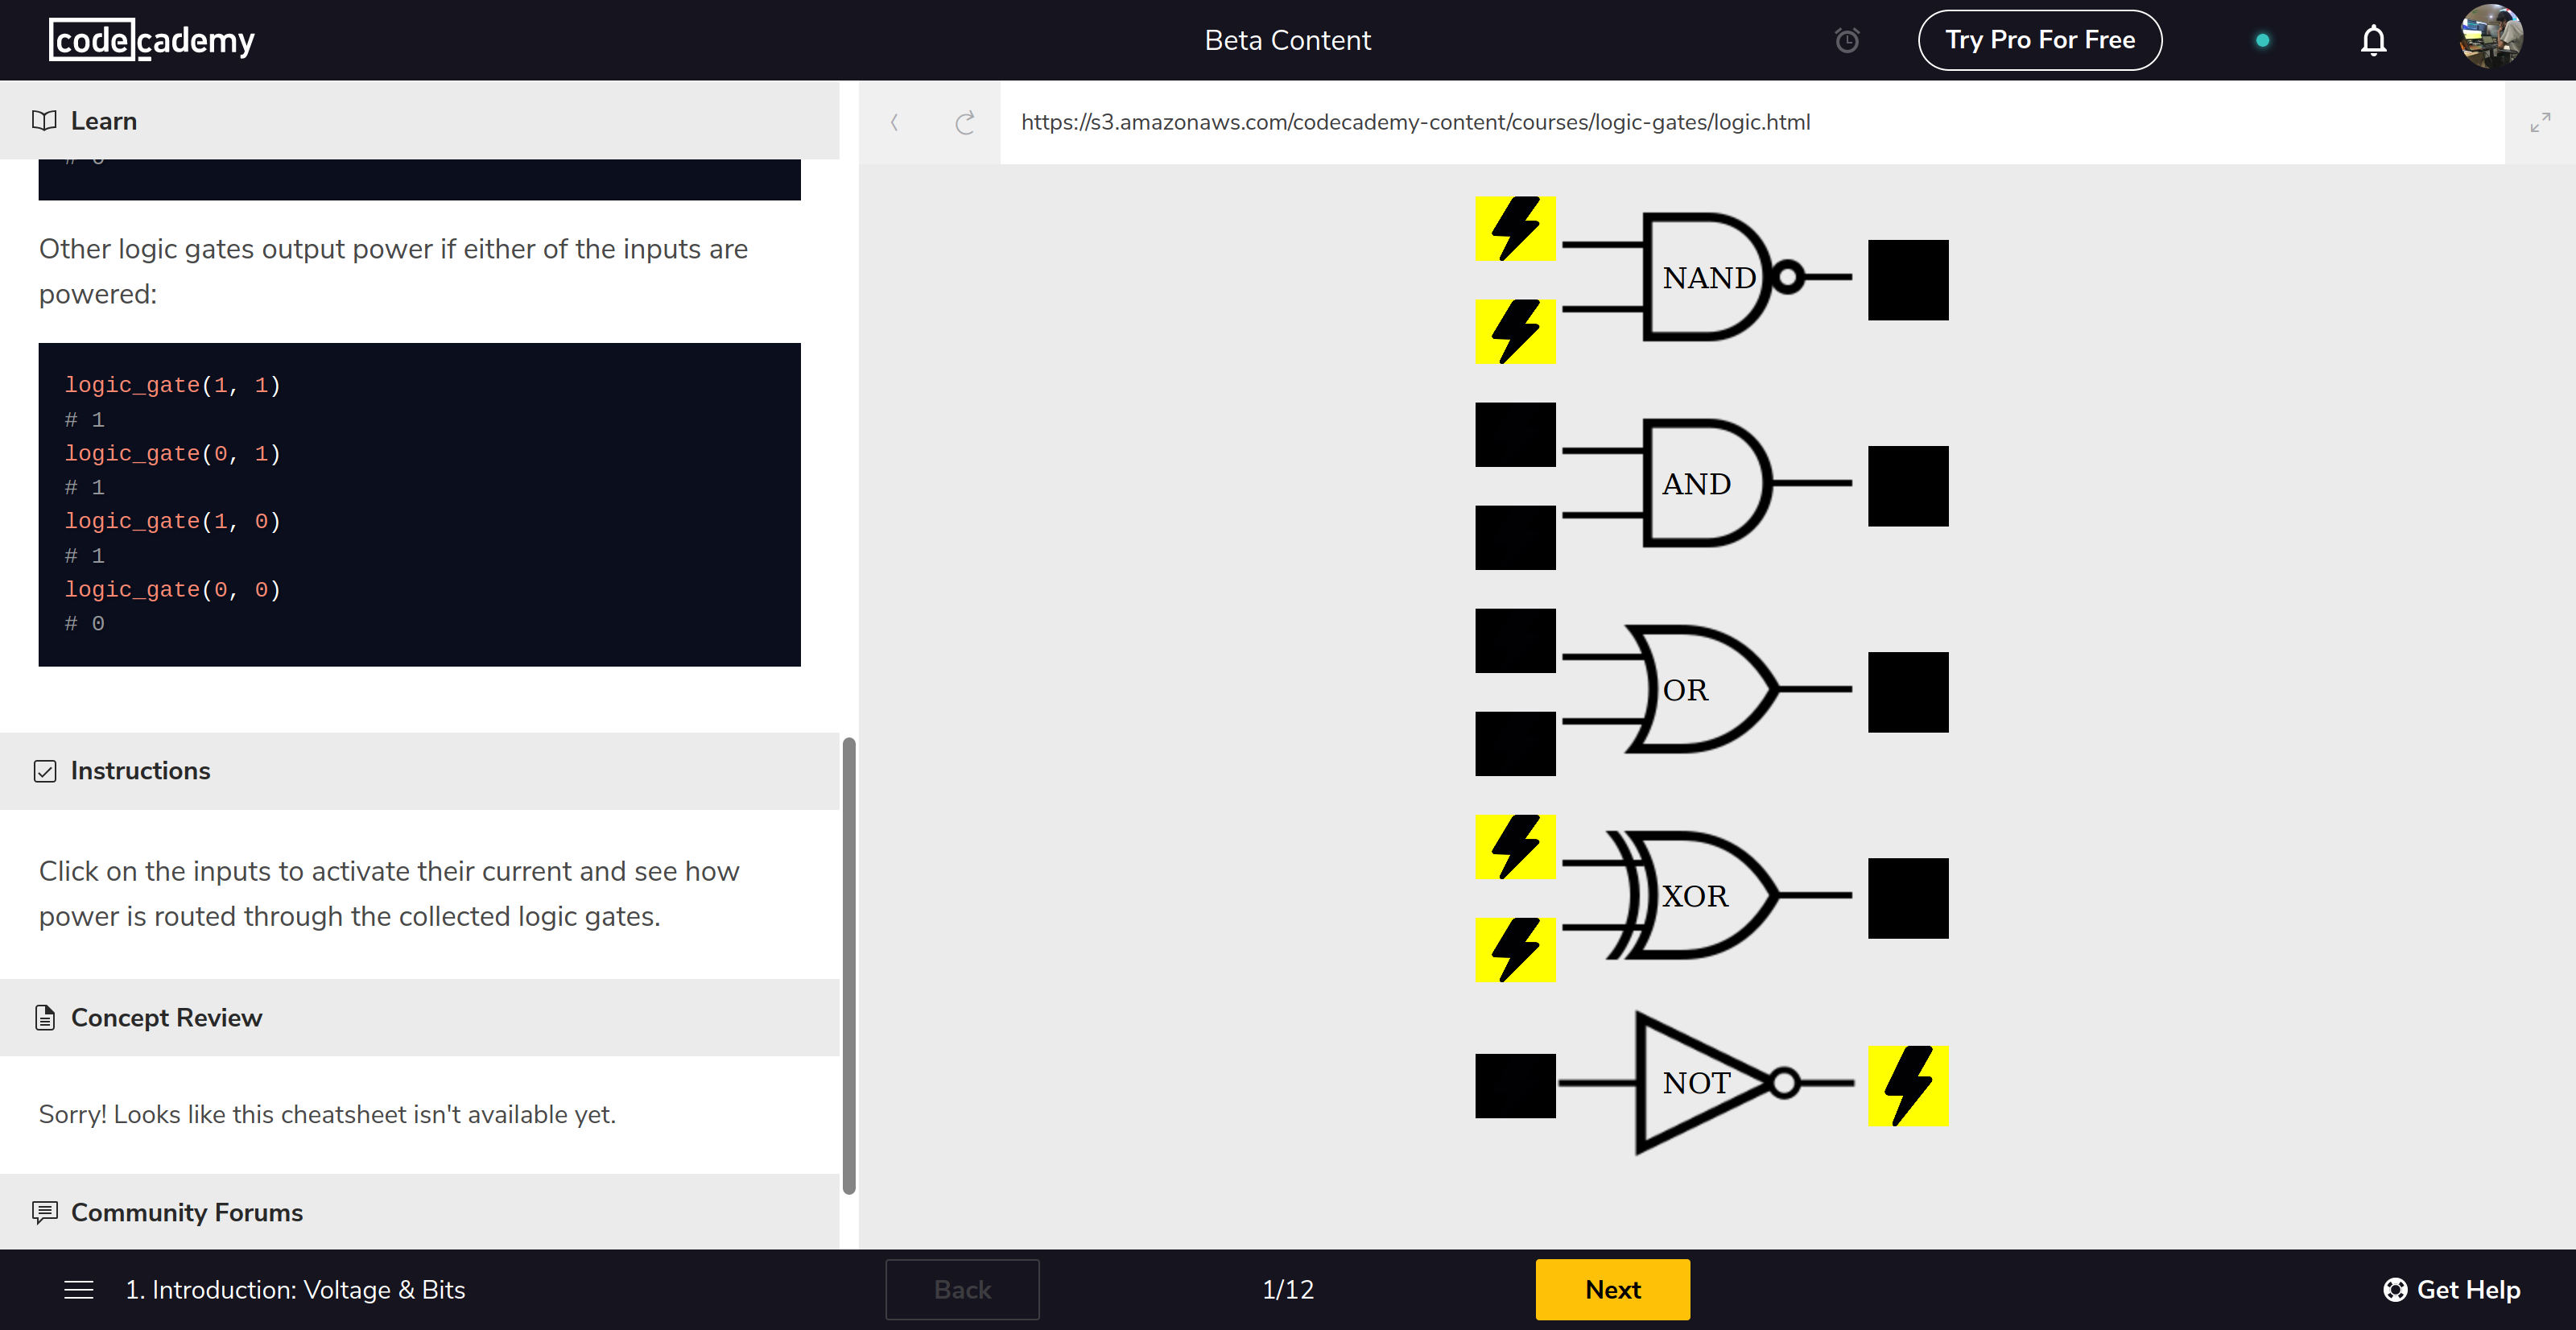 codecademy
Beta Content
Try Pro For Free
Learn
https://s3.amazonaws.com/codecademy-content/courses/logic-gates/logic.html
# 0
Other logic gates output power if either of the inputs are
powered:
logic_gate(1, 1)
# 1
logic_gate(0, 1)
# 1
logic_gate(1, 0)
# 1
logic_gate(0, 0)
# 0
Instructions
Click on the inputs to activate their current and see how
power is routed through the collected logic gates.
Concept Review
Sorry! Looks like this cheatsheet isn't available yet.
Community Forums
NAND
AND
OR
XOR
NOT
1. Introduction: Voltage & Bits
Back
1/12
Next
Get Help